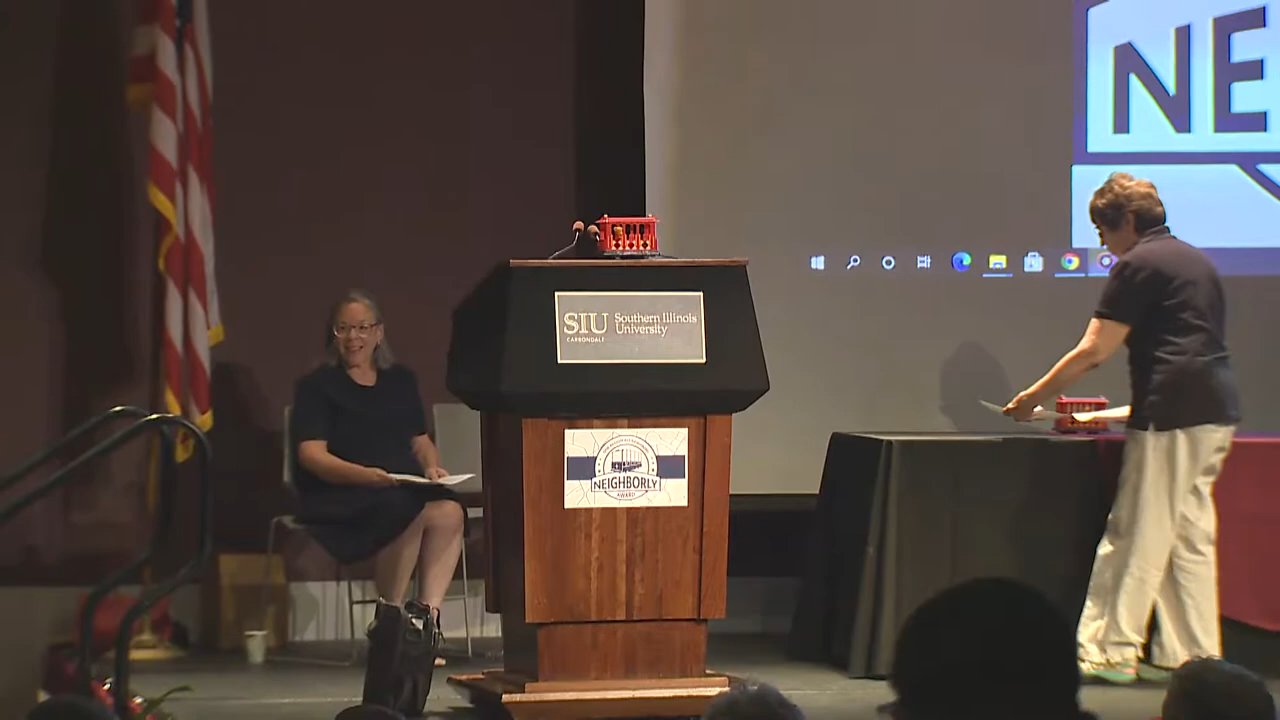 NE
SIU Southern Illinois
University
CARBONDALE
NEIGHBORLY
AWARD